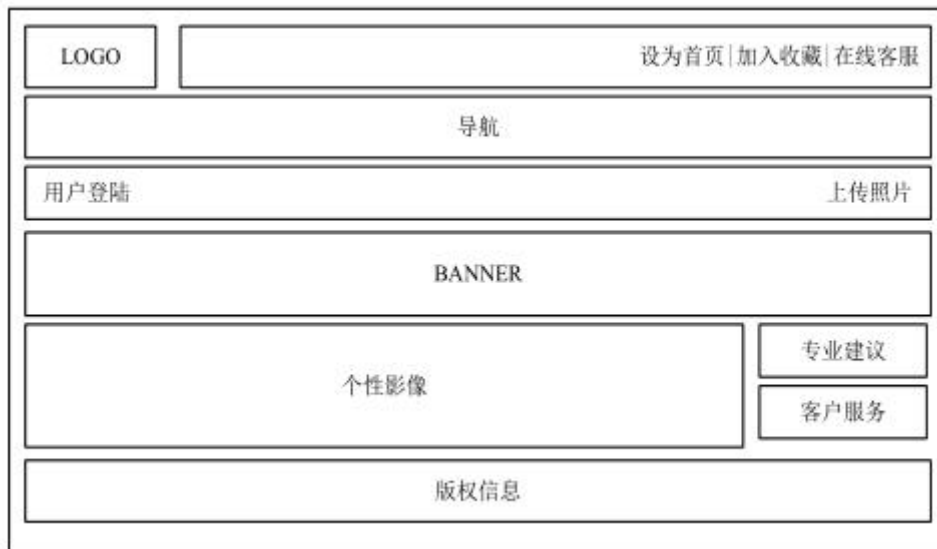 LOGO
设为首页|加入收藏|在线客服
导航
用户登陆 上传照片
BANNER
个性影像
专业建议
客户服务
版权信息